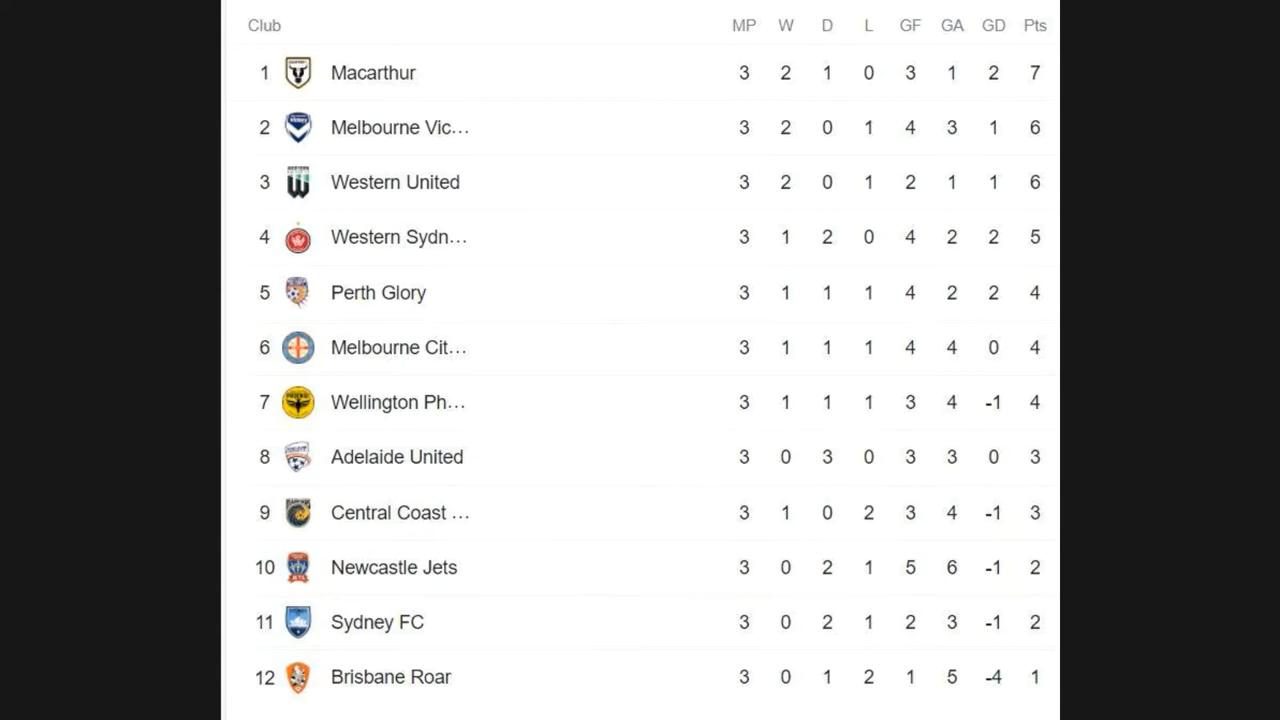 Club MP W D L GF GA GD Pts
1 Macarthur 3 2 1 0 3 1 2 7
2 Melbourne Vic... 3 2 0 1 4 3 1 6
3 Western United 3 2 0 1 2 1 1 6
4 Western Sydn... 3 1 2 0 4 2 2 5
5 Perth Glory 3 1 1 1 4 2 2 4
6 Melbourne Cit... 3 1 1 1 4 4 0 4
7 Wellington Ph... 3 1 1 1 3 4 -1 4
8 Adelaide United 3 0 3 0 3 3 0 3
9 Central Coast ... 3 1 0 2 3 4 -1 3
10 Newcastle Jets 3 0 2 1 5 6 -1 2
11 Sydney FC 3 0 2 1 2 3 -1 2
12 Brisbane Roar 3 0 1 2 1 5 -4 1